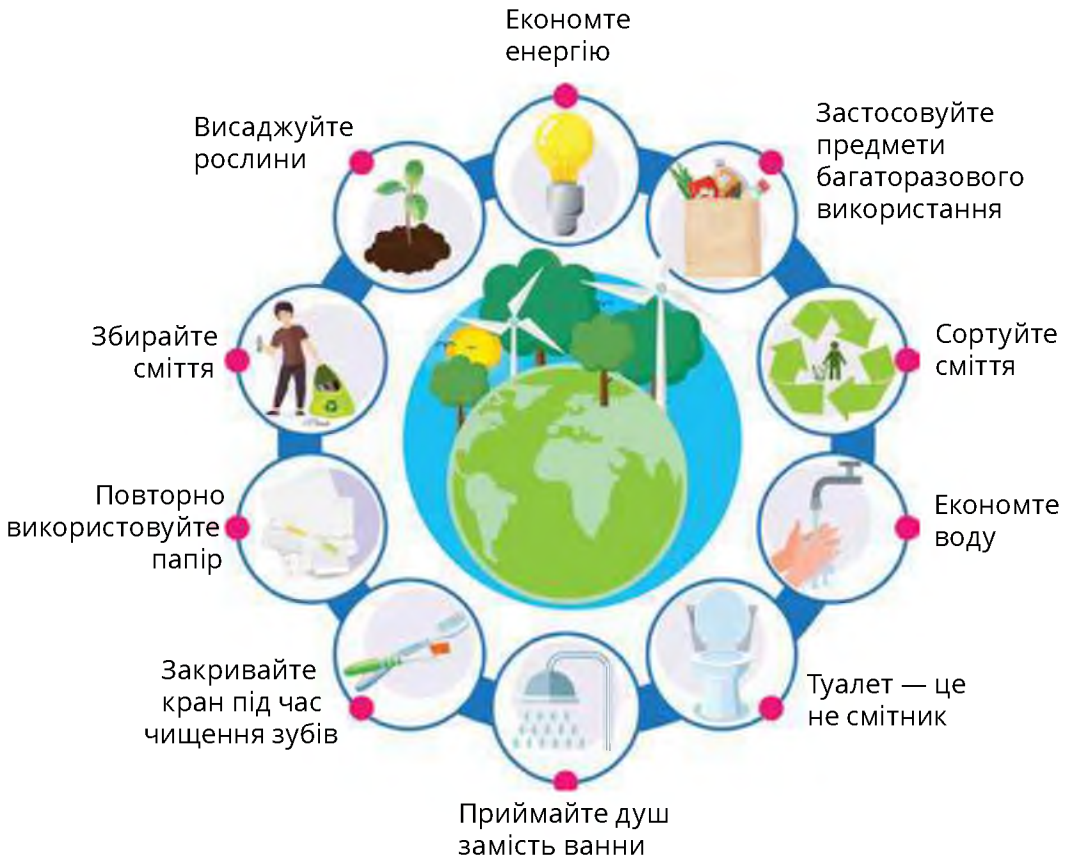 Економте
енергію
Застосовуйте
предмети
багаторазового
використання
Сортуйте
сміття
Економте
воду
Туалет — це
не смітник
Приймайте душ
замість ванни
Закривайте
кран під час
чищення зубів
Повторно
використовуйте
папір
Збирайте
сміття
Висаджуйте
рослини